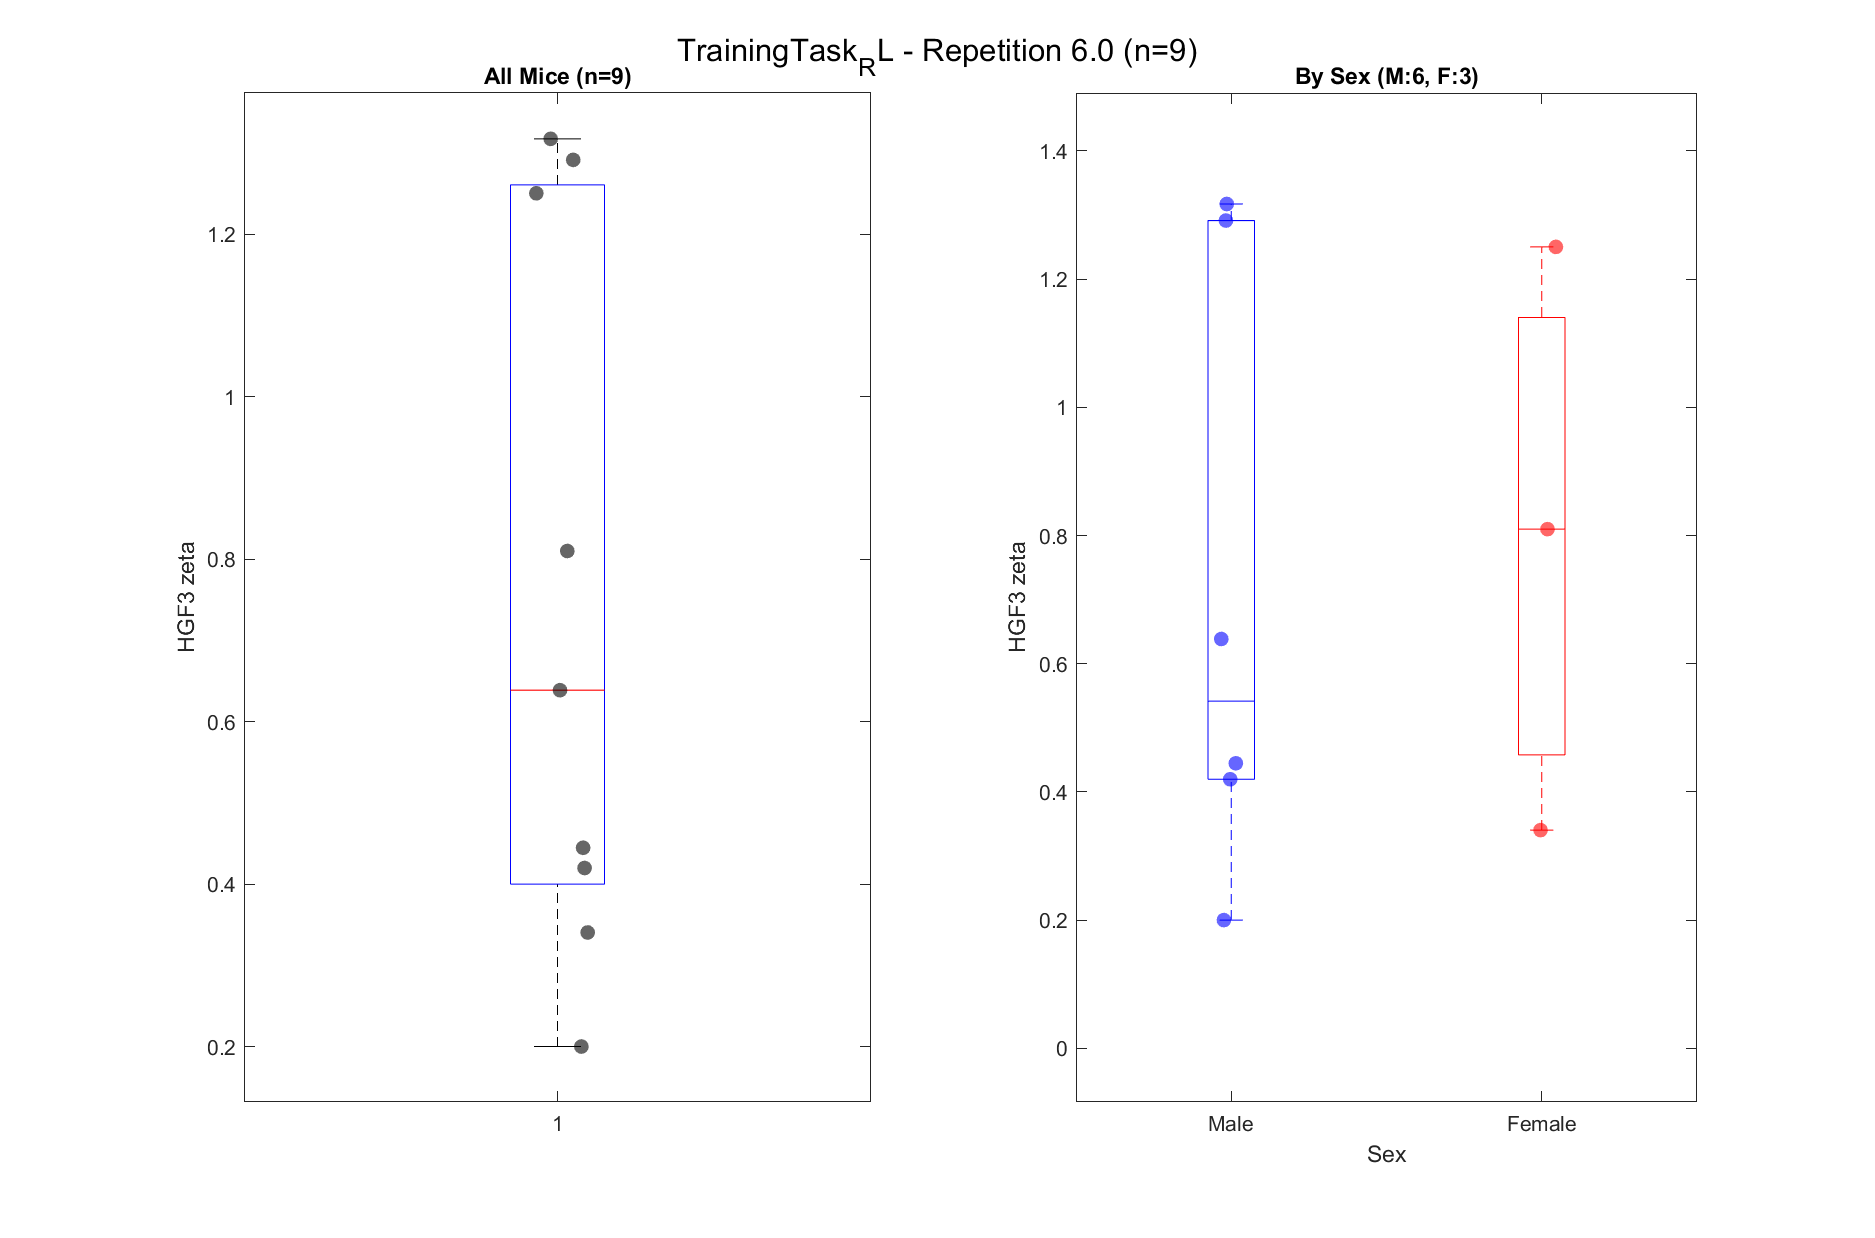 TrainingTask_RL - Repetition 6.0 (n=9)
All Mice (n=9)
HGF3 zeta
1.2
1
0.8
0.6
0.4
0.2
1
By Sex (M:6, F:3)
HGF3 zeta
1.4
1.2
1
0.8
0.6
0.4
0.2
0
Male Female
Sex